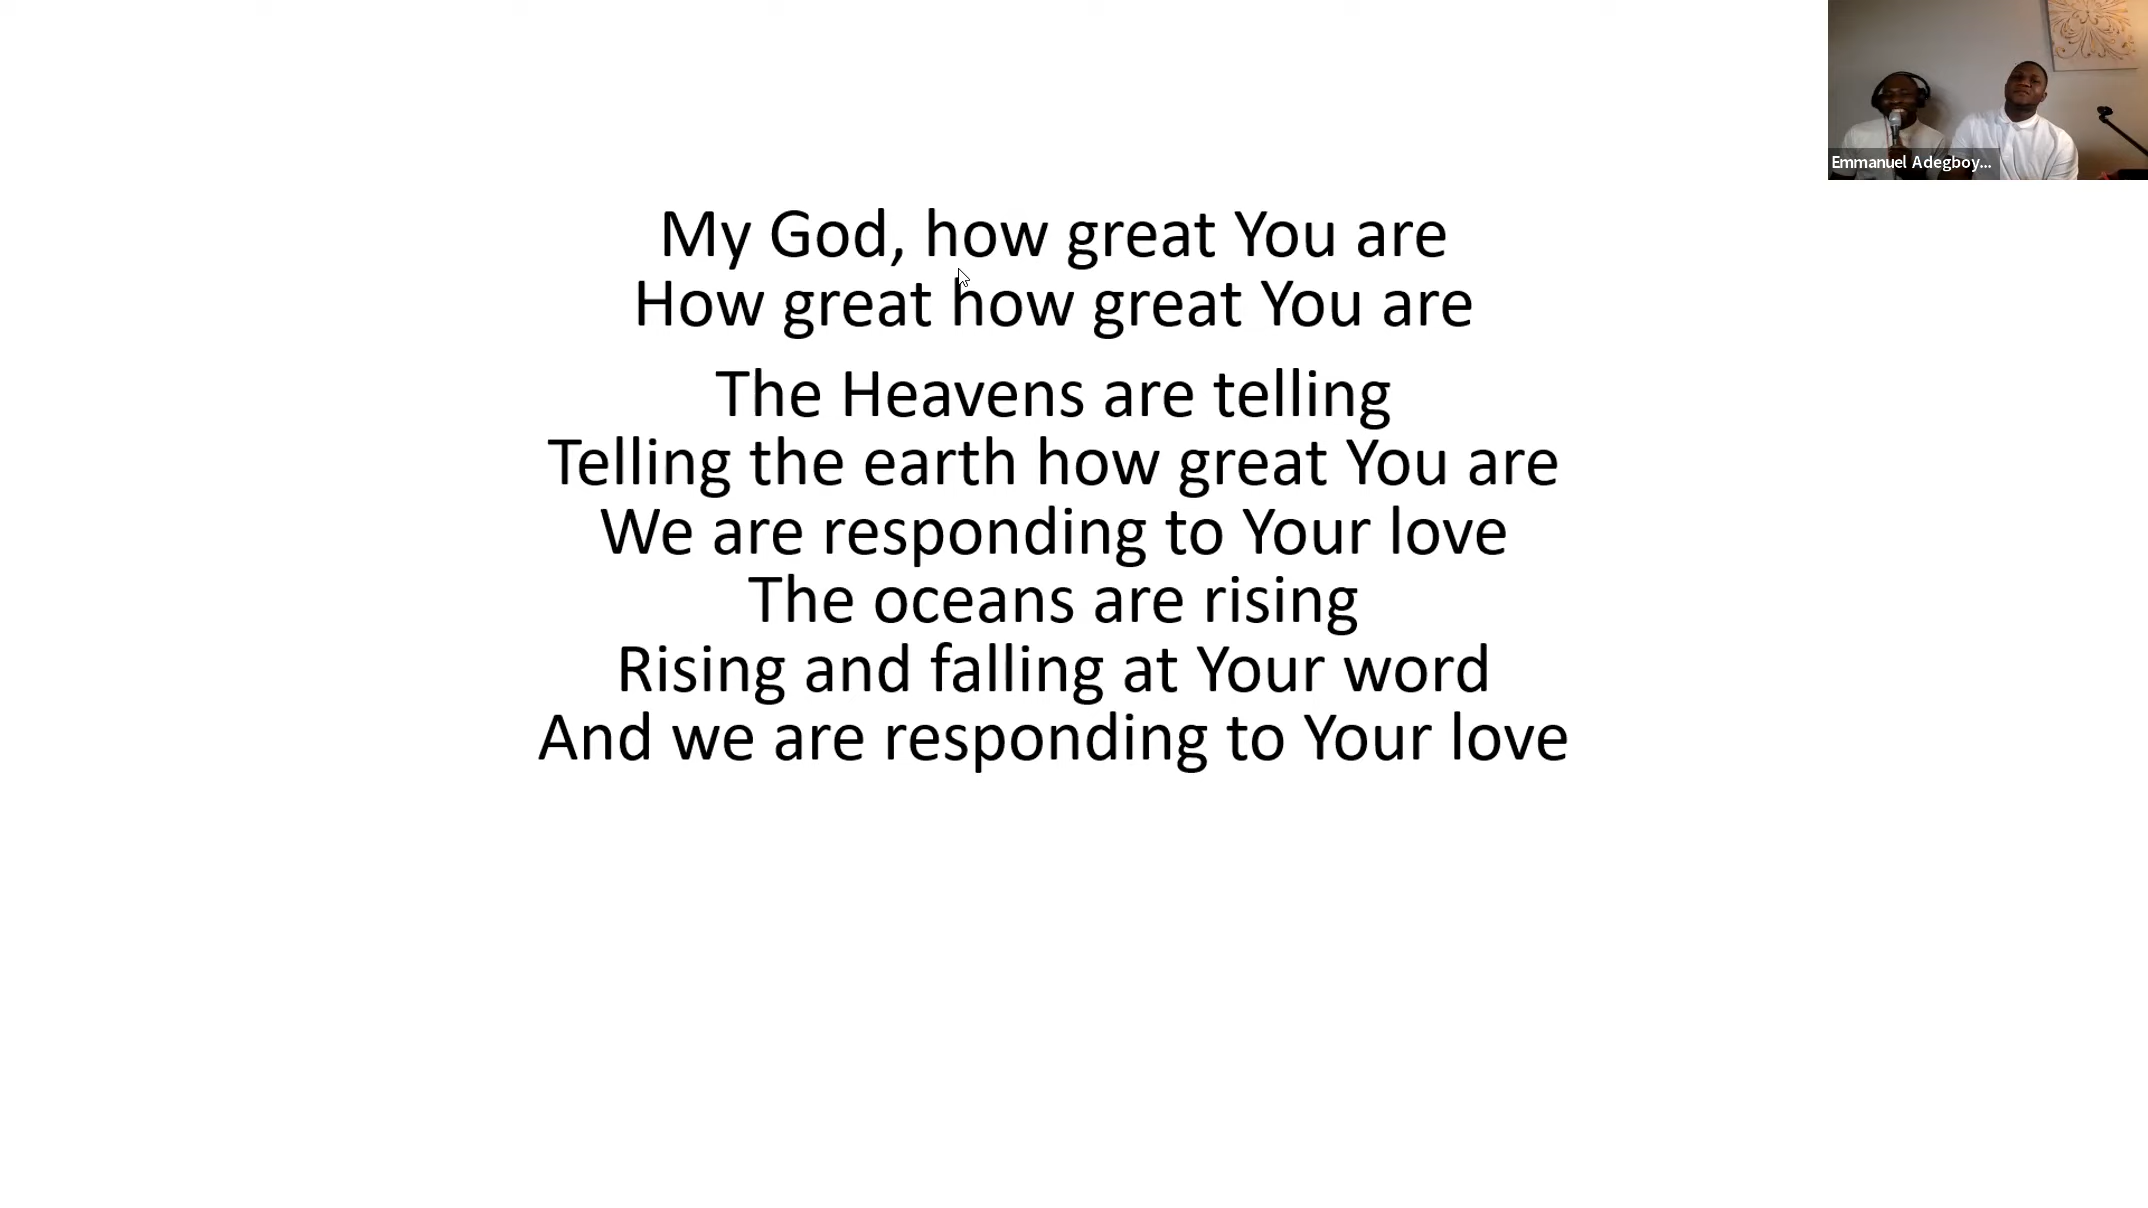 Emmanuel Adegboy...
My God, how great You are
How great how great You are
The Heavens are telling
Telling the earth how great You are
We are responding to Your love
The oceans are rising
Rising and falling at Your word
And we are responding to Your love